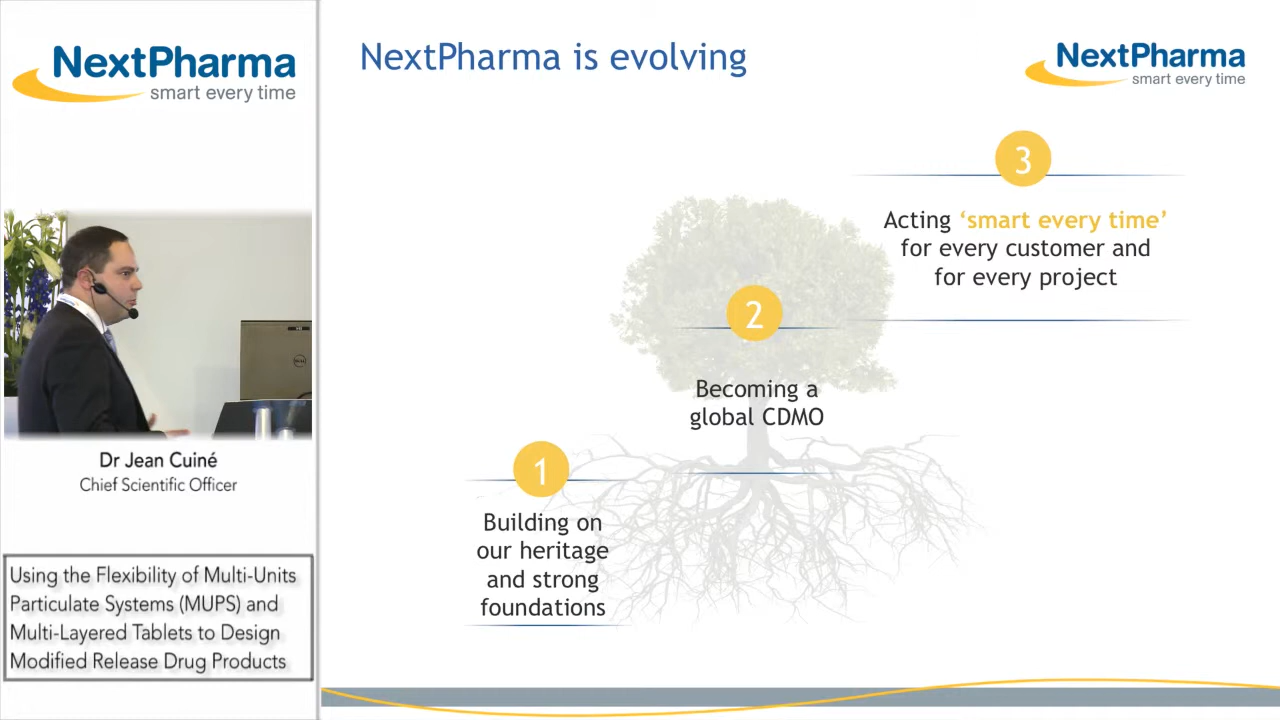 NextPharma
smart every time
Dr Jean Cuiné
Chief Scientific Officer
Using the Flexibility of Multi-Units
Particulate Systems (MUPS) and
Multi-Layered Tablets to Design
Modified Release Drug Products
NextPharma is evolving
NextPharma
smart every time
1
Building on
our heritage
and strong
foundations
2
Becoming a
global CDMO
3
Acting ‘smart every time’
for every customer and
for every project